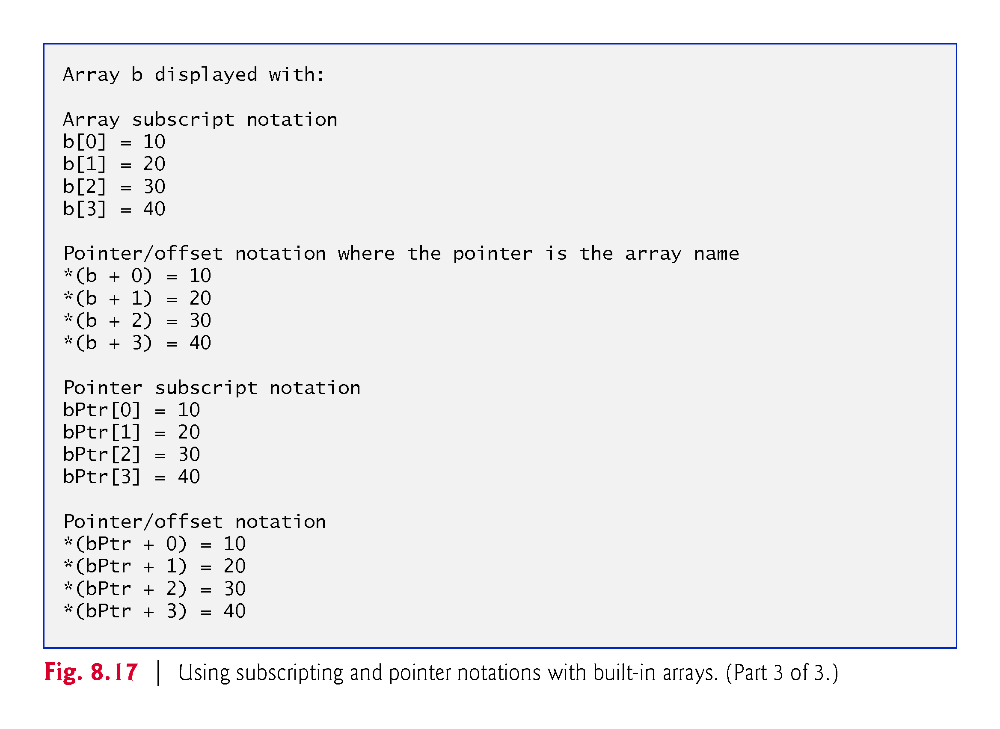 Array b displayed with:
Array subscript notation
b[0] = 10
b[1] = 20
b[2] = 30
b[3] = 40
Pointer/offset notation where the pointer is the array name
*(b + 0) = 10
*(b + 1) = 20
*(b + 2) = 30
*(b + 3) = 40
Pointer subscript notation
bPtr[0] = 10
bPtr[1] = 20
bPtr[2] = 30
bPtr[3] = 40
Pointer/offset notation
*(bPtr + 0) = 10
*(bPtr + 1) = 20
*(bPtr + 2) = 30
*(bPtr + 3) = 40
Fig. 8.17 | Using subscripting and pointer notations with built-in arrays. (Part 3 of 3.)